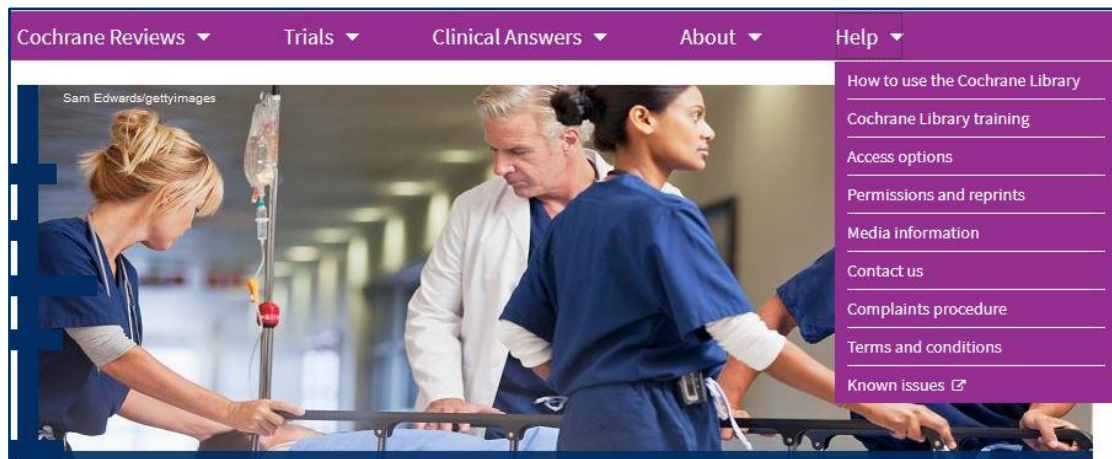 Cochrane Reviews Trials Clinical Answers About Help
Sam Edwards/gettyimages
How to use the Cochrane Library
Cochrane Library training
Access options
Permissions and reprints
Media information
Contact us
Complaints procedure
Terms and conditions
Known issues